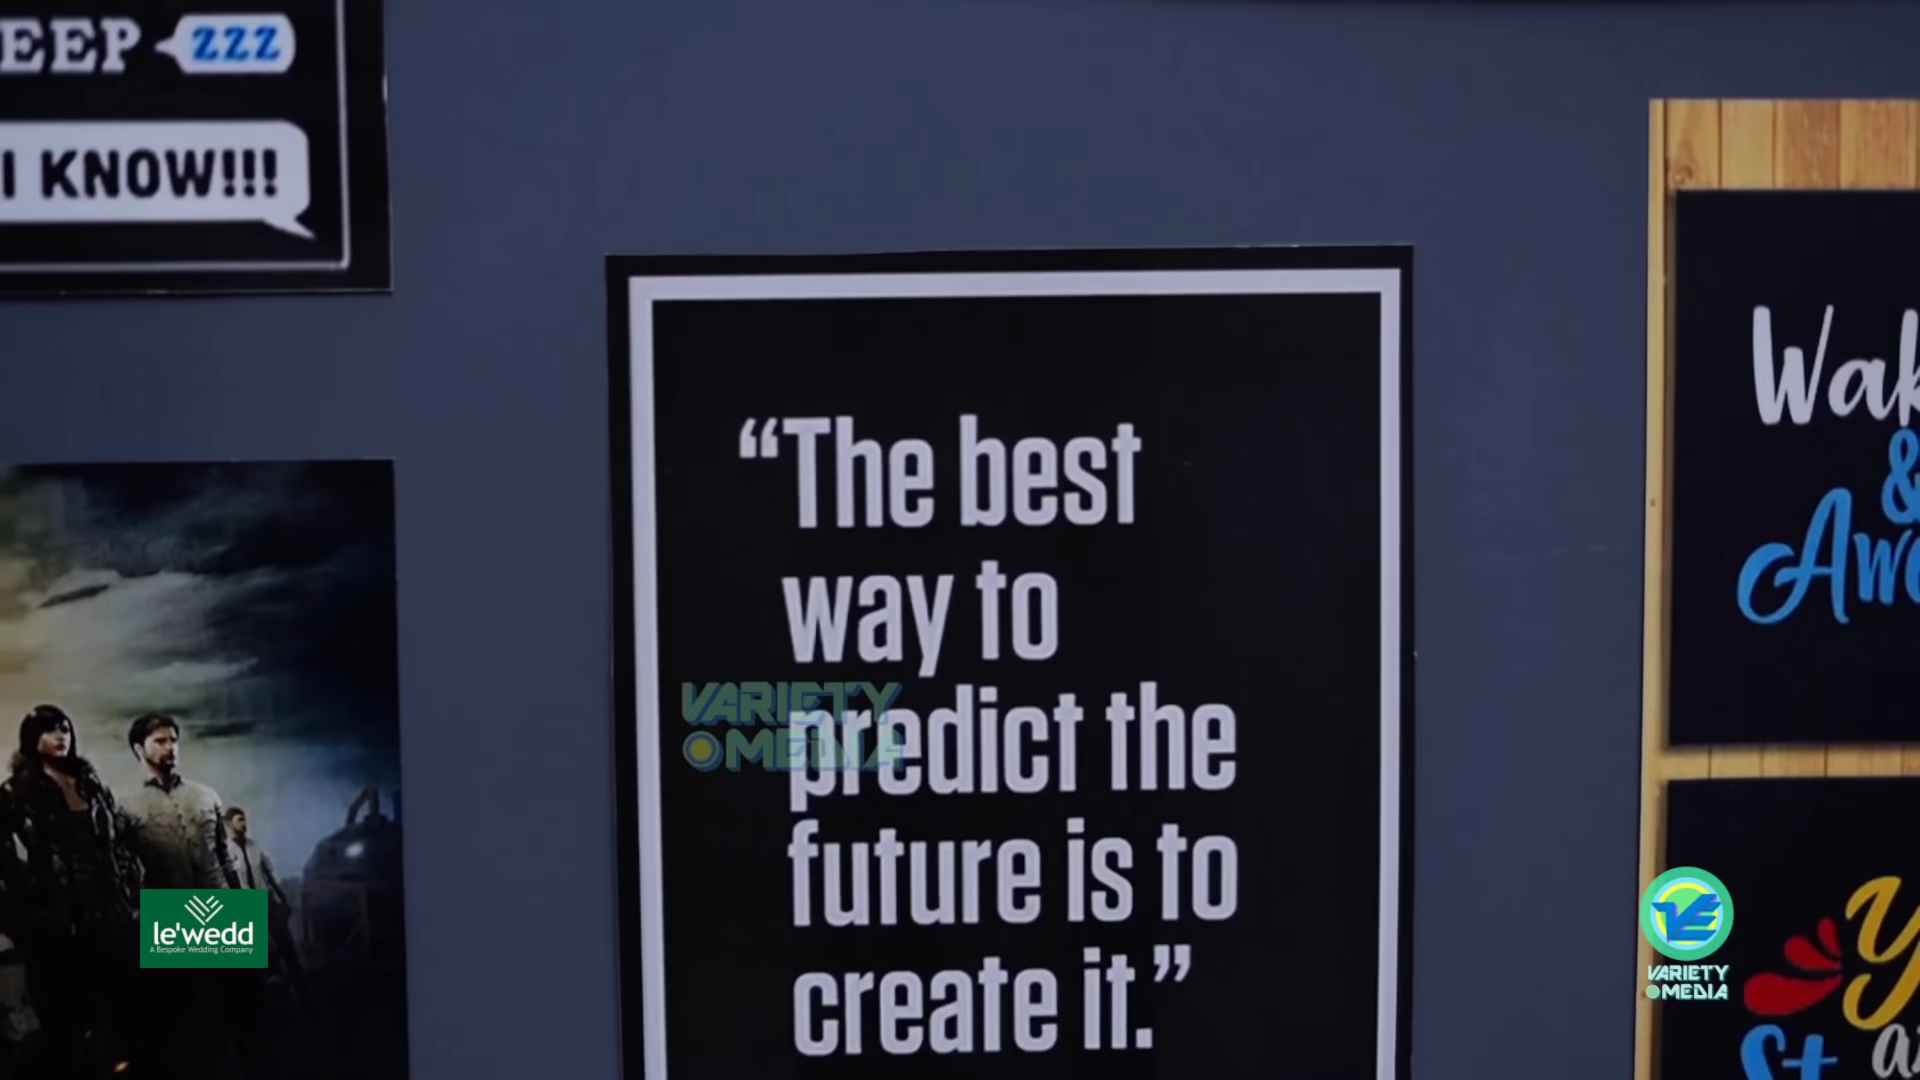 zzz
I KNOW!!!
“The best
way to
predict the
future is to
create it.”
&
VARIETY
MEDIA
le'wedd
A Bespoke Wedding Company
VARIETY
MEDIA